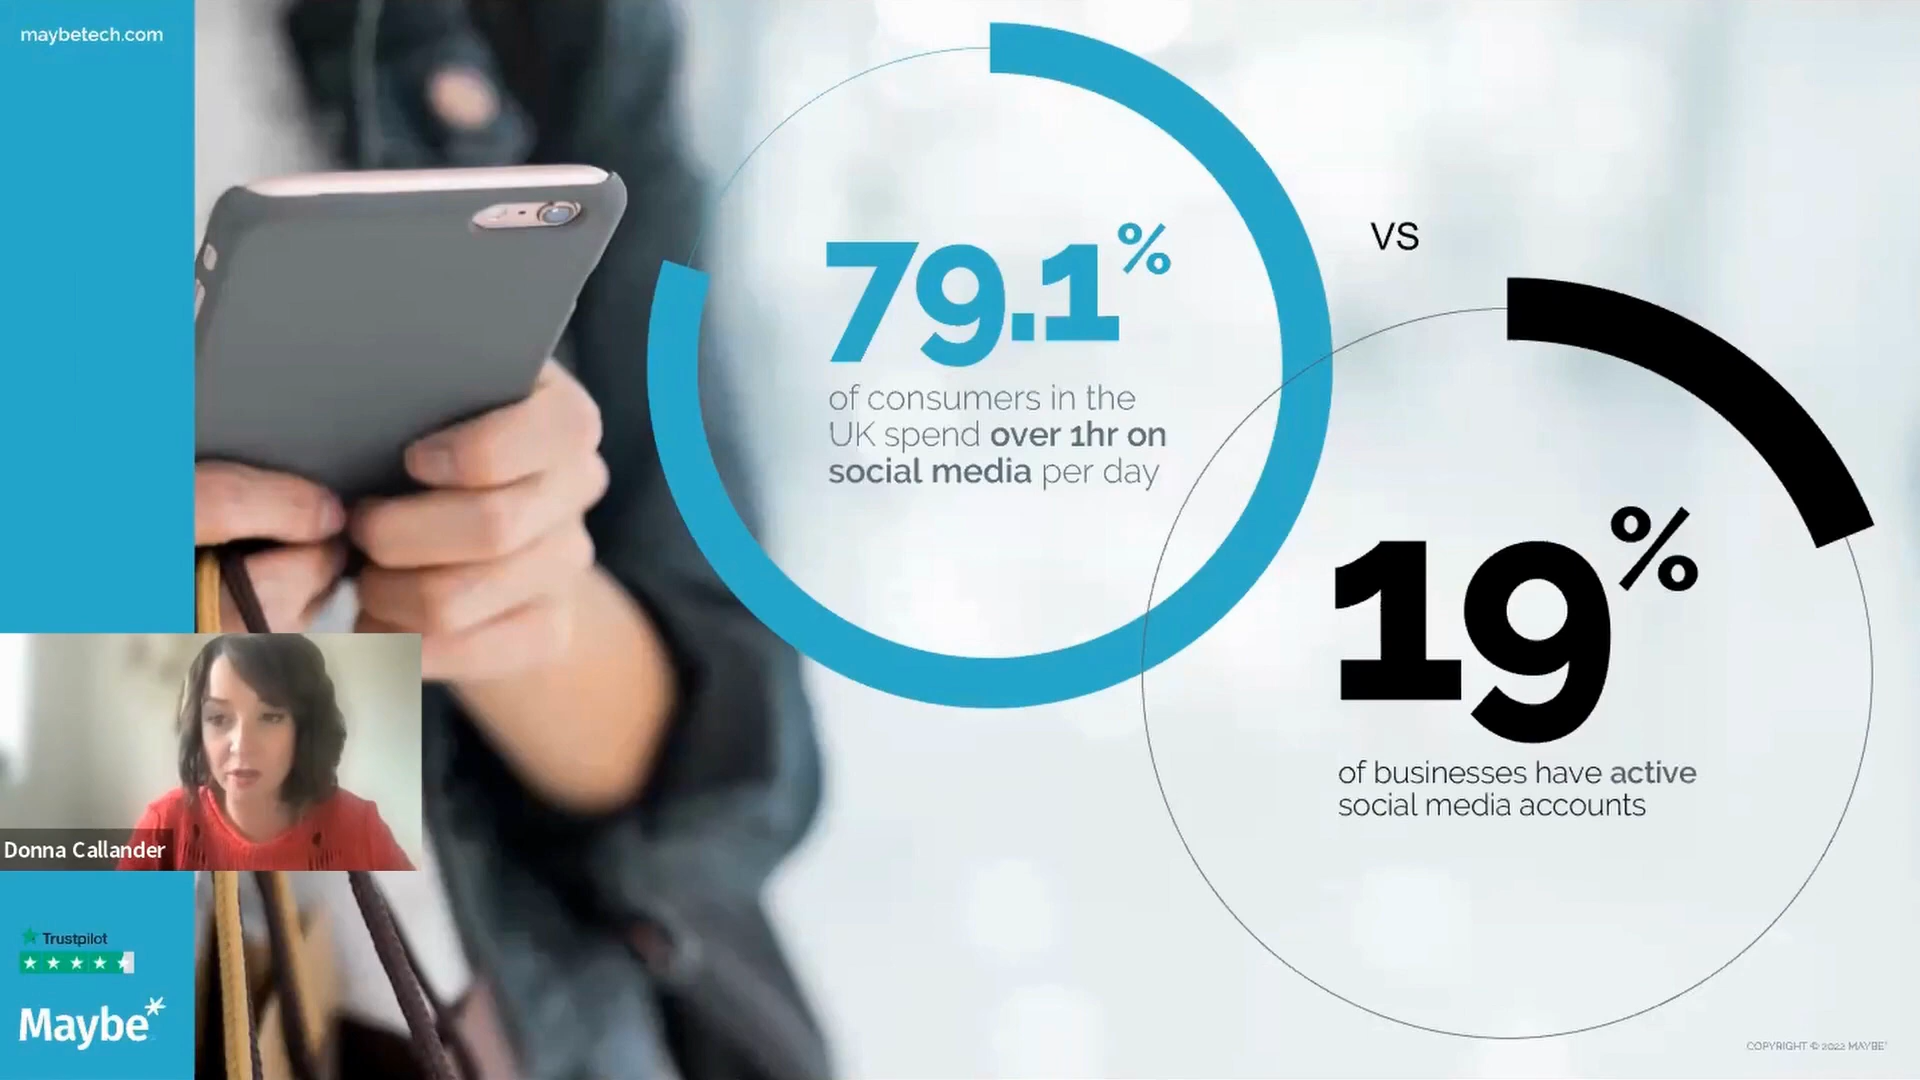 maybetech.com
79.1%
of consumers in the
UK spend over 1hr on
social media per day
vs
19%
of businesses have active
social media accounts
Donna Callander
Trustpilot
Maybe*
COPYRIGHT © 2022 MAYBE*